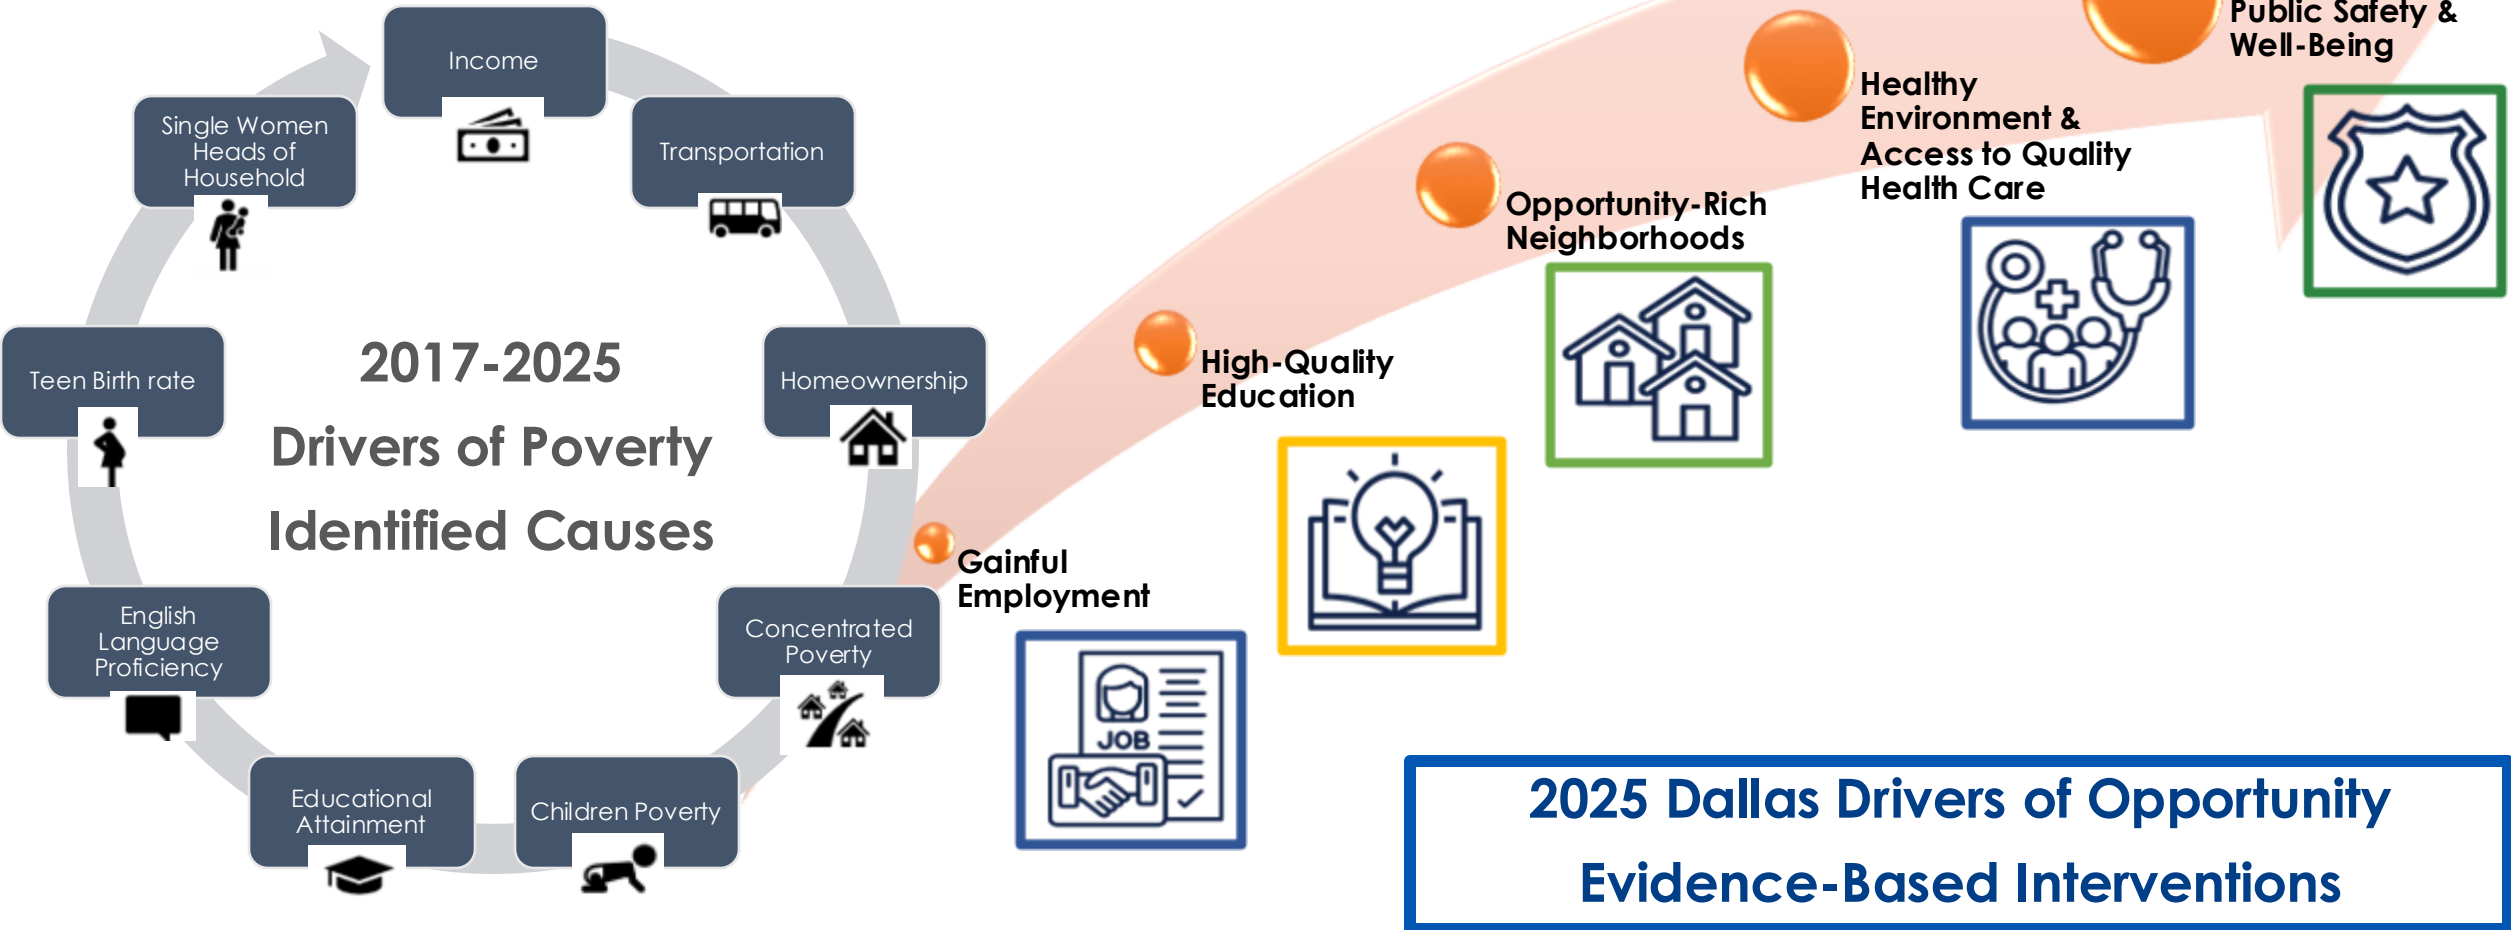 Income
Transportation
Homeownership
Concentrated
Poverty
Children Poverty
Educational
Attainment
English
Language
Proficiency
Teen Birth rate
Single Women
Heads of
Household
2017-2025
Drivers of Poverty
Identified Causes
Gainful
Employment
JOB
High-Quality
Education
Opportunity-Rich
Neighborhoods
Healthy
Environment &
Access to Quality
Health Care
Public Safety &
Well-Being
2025 Dallas Drivers of Opportunity
Evidence-Based Interventions